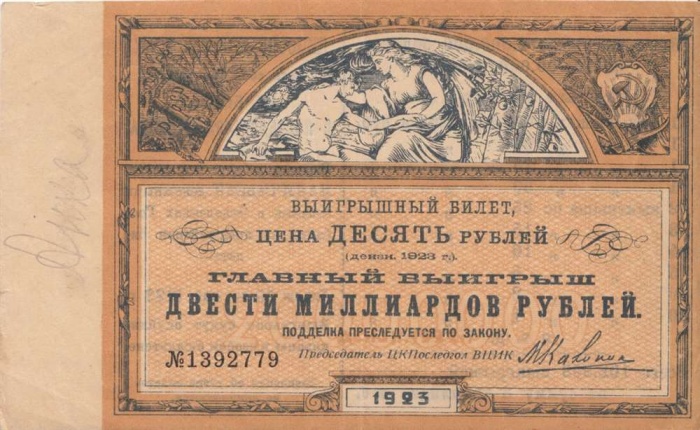 ВЫИГРЫШНЫЙ БИЛЕТ,
ЦЕНА ДЕСЯТЬ РУБЛЕЙ
(дензн. 1923 г.).
ГЛАВНЫЙ ВЫИГРЫШ
ДВЕСТИ МИЛЛИАРДОВ РУБЛЕЙ.
ПОДДЕЛКА ПРЕСЛЕДУЕТСЯ ПО ЗАКОНУ.
№1392779 Председатель ЦКПоследгол ВЦИК
1923